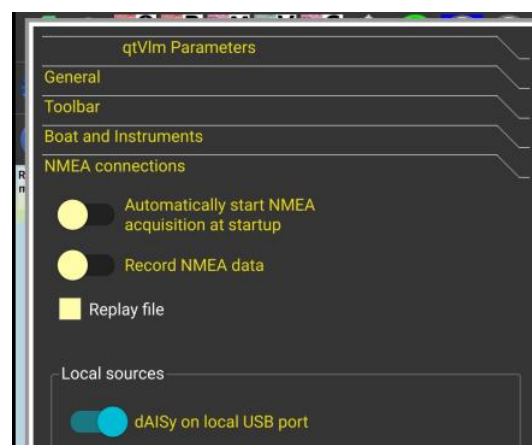 qtVlm Parameters
General
Toolbar
Boat and Instruments
NMEA connections
Automatically start NMEA
acquisition at startup
Record NMEA data
Replay file
Local sources
dAISy on local USB port